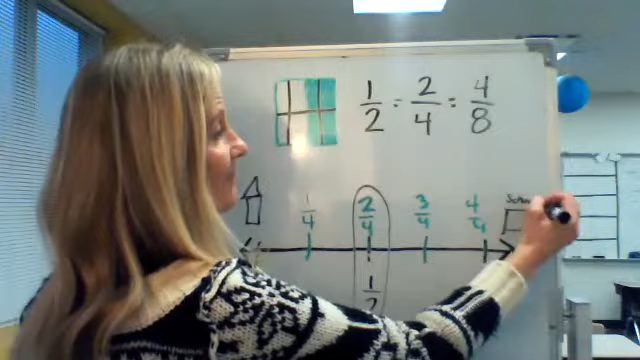 1/2 = 2/4 = 4/8
1/4 2/4 3/4 4/4
1/2